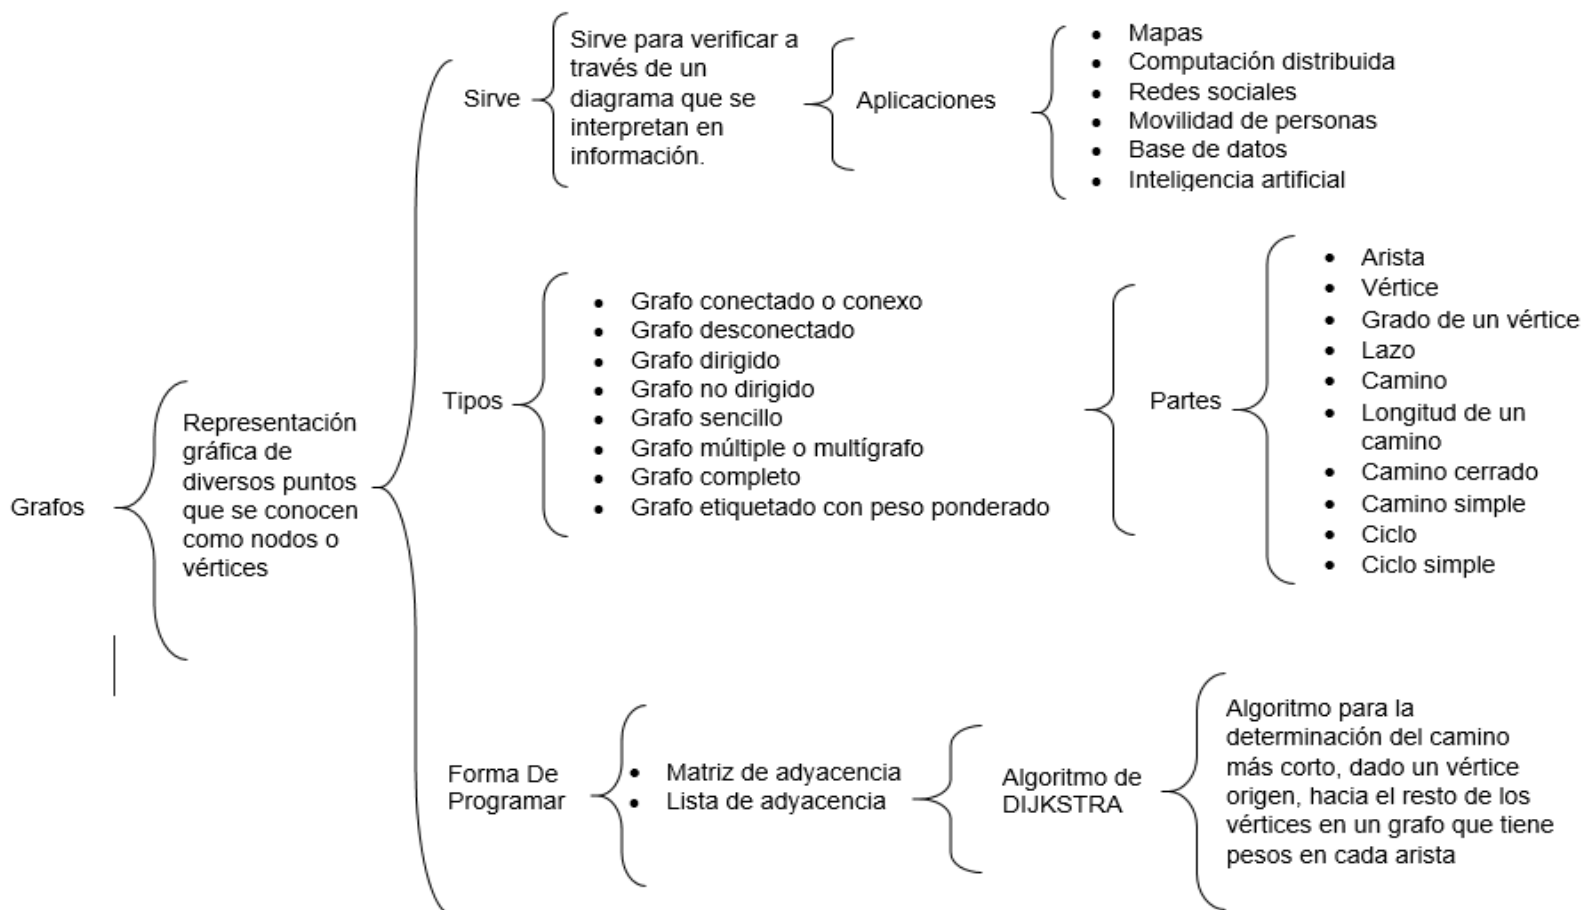 Grafos
Representación
gráfica de
diversos puntos
que se conocen
como nodos o
vértices
Sirve
Sirve para verificar a
través de un
diagrama que se
interpretan en
información.
Aplicaciones
• Mapas
• Computación distribuida
• Redes sociales
• Movilidad de personas
• Base de datos
• Inteligencia artificial
Tipos
• Grafo conectado o conexo
• Grafo desconectado
• Grafo dirigido
• Grafo no dirigido
• Grafo sencillo
• Grafo múltiple o multígrafo
• Grafo completo
• Grafo etiquetado con peso ponderado
Partes
• Arista
• Vértice
• Grado de un vértice
• Lazo
• Camino
• Longitud de un
camino
• Camino cerrado
• Camino simple
• Ciclo
• Ciclo simple
Forma De
Programar
• Matriz de adyacencia
• Lista de adyacencia
Algoritmo de
DIJKSTRA
Algoritmo para la
determinación del camino
más corto, dado un vértice
origen, hacia el resto de los
vértices en un grafo que tiene
pesos en cada arista